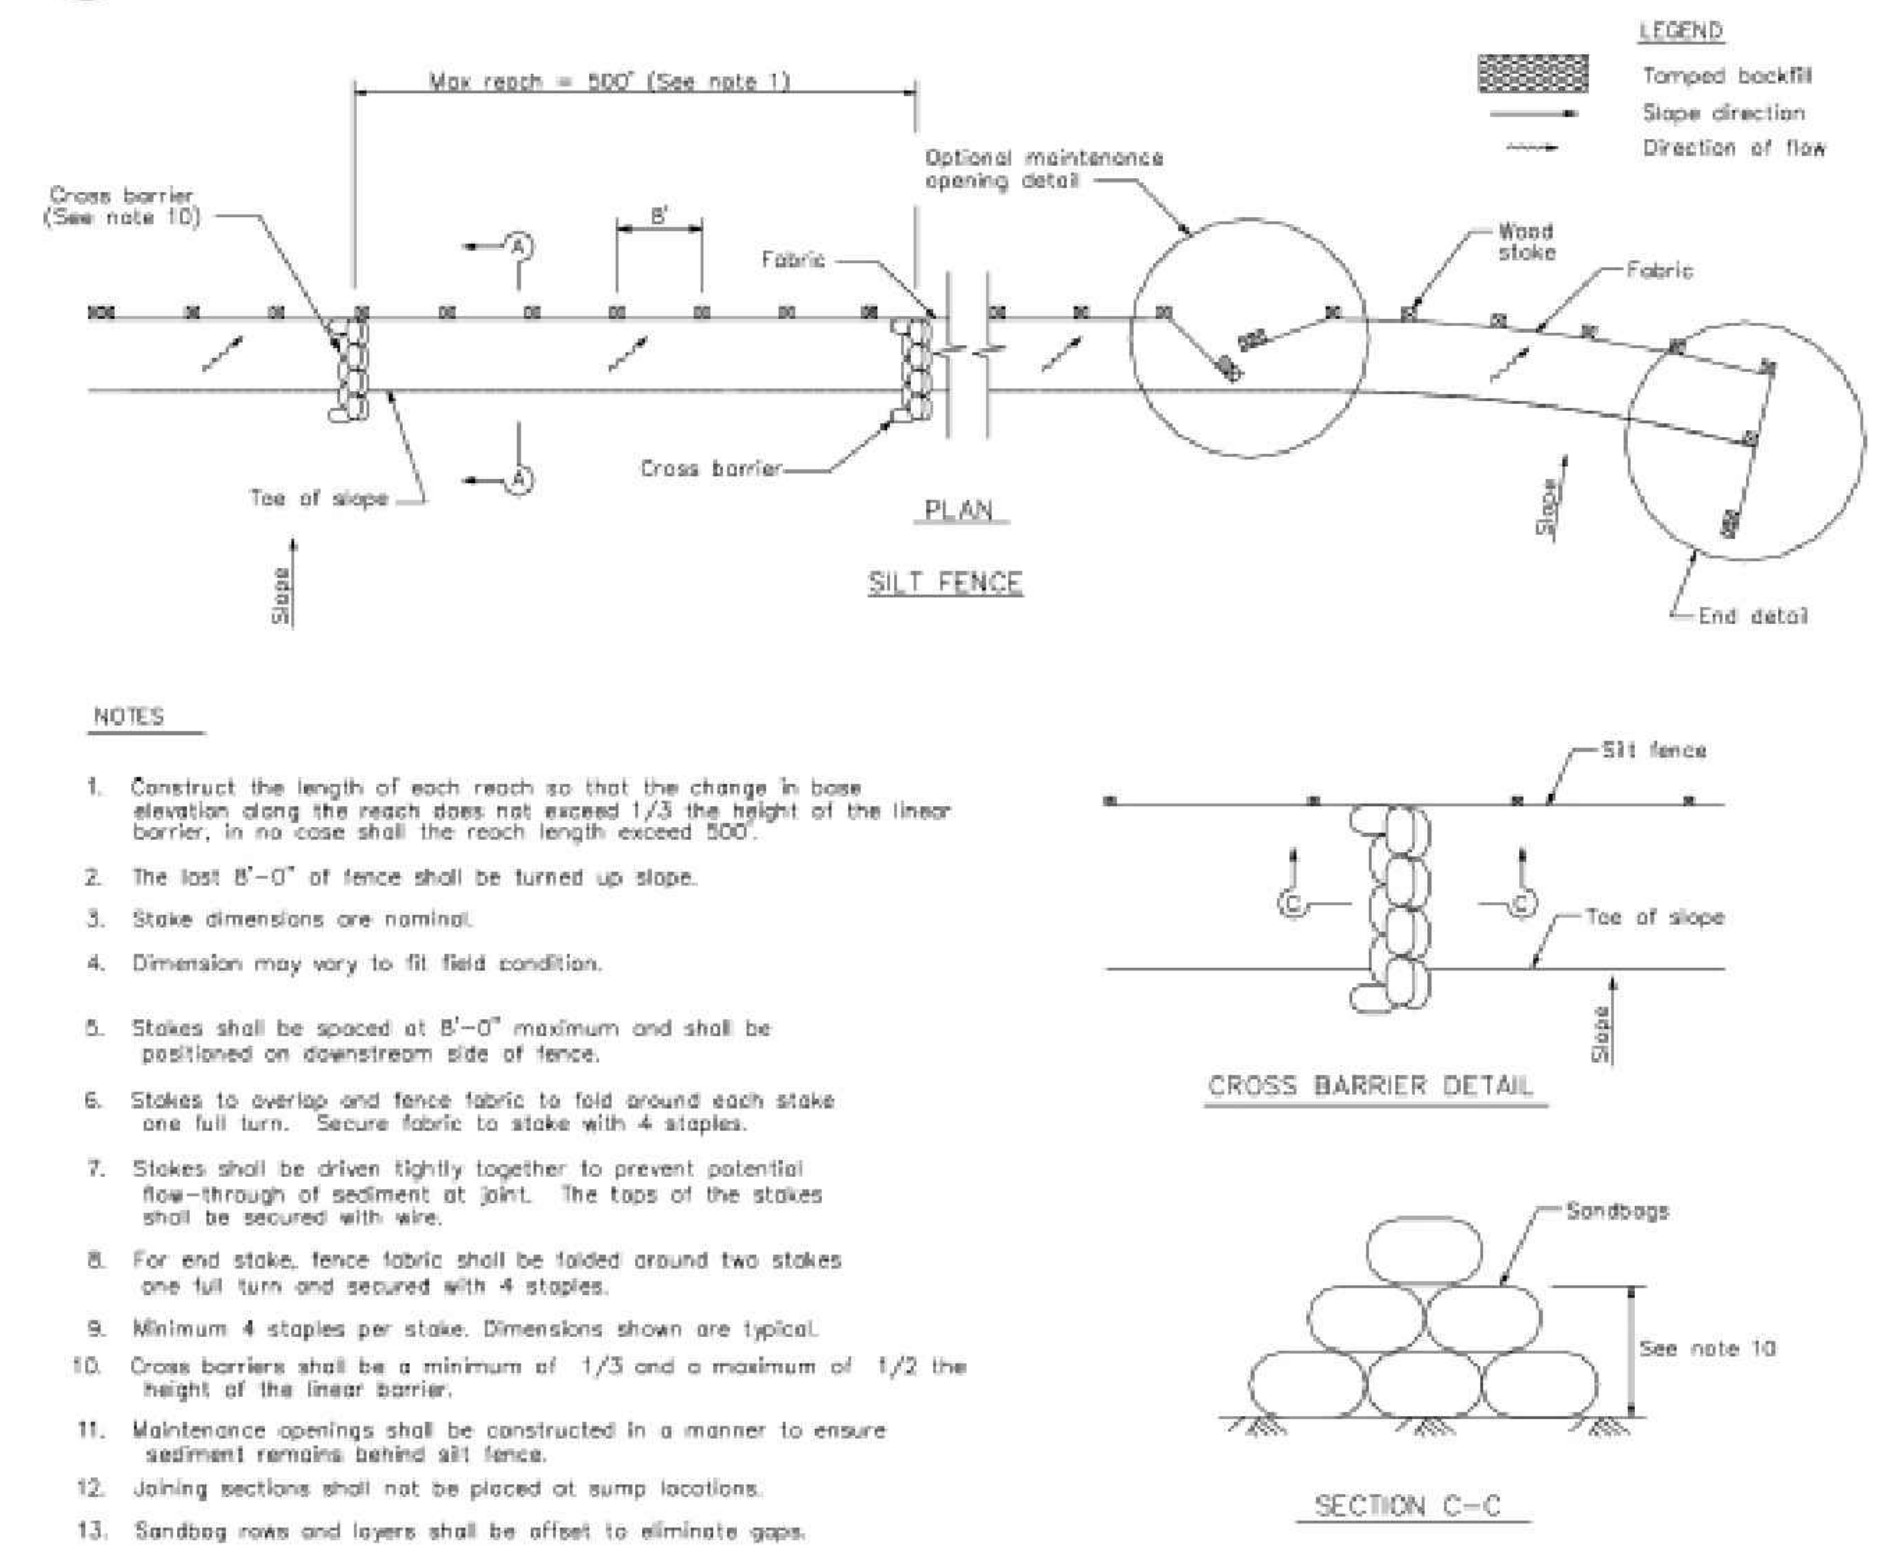 LEGEND
Tamped backfill
Slope direction
Direction of flow
Max reach = 500' (See note 1)
Optional maintenance
opening detail
Cross barrier
(See note 10)
A
8'
Fabric
Wood
stake
Fabric
Cross barrier
A
Toe of slope
PLAN
Slope
Slope
SILT FENCE
End detail
NOTES
1. Construct the length of each reach so that the change in base
elevation along the reach does not exceed 1/3 the height of the linear
barrier, in no case shall the reach length exceed 500'.
2. The last 8'-0" of fence shall be turned up slope.
3. Stake dimensions are nominal.
4. Dimension may vary to fit field condition.
5. Stakes shall be spaced at 8'-0" maximum and shall be
positioned on downstream side of fence.
6. Stakes to overlap and fence fabric to fold around each stake
one full turn. Secure fabric to stake with 4 staples.
7. Stakes shall be driven tightly together to prevent potential
flow-through of sediment at joint. The tops of the stakes
shall be secured with wire.
8. For end stake, fence fabric shall be folded around two stakes
one full turn and secured with 4 staples.
9. Minimum 4 staples per stake. Dimensions shown are typical.
10. Cross barriers shall be a minimum of 1/3 and a maximum of 1/2 the
height of the linear barrier.
11. Maintenance openings shall be constructed in a manner to ensure
sediment remains behind silt fence.
12. Joining sections shall not be placed at sump locations.
13. Sandbag rows and layers shall be offset to eliminate gaps.
Silt fence
C
C
Toe of slope
Slope
CROSS BARRIER DETAIL
Sandbags
See note 10
SECTION C-C